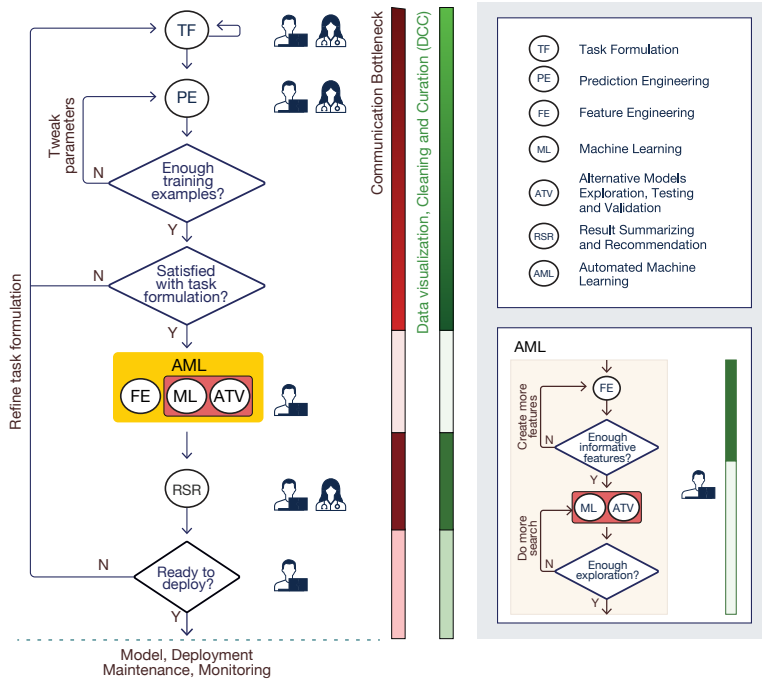 TF
PE
Tweak
parameters
N
Enough
training
examples?
Y
N
Satisfied
with task
formulation?
Y
Refine task formulation
AML
FE
ML
ATV
RSR
N
Ready to
deploy?
Y
Model, Deployment
Maintenance, Monitoring
Communication Bottleneck
Data visualization, Cleaning and Curation (DCC)
TF Task Formulation
PE Prediction Engineering
FE Feature Engineering
ML Machine Learning
ATV Alternative Models
Exploration, Testing
and Validation
RSR Result Summarizing
and Recommendation
AML Automated Machine
Learning
AML
FE
Create more
features
N
Enough
informative
features?
Y
ML
ATV
Do more
search
N
Enough
exploration?
Y